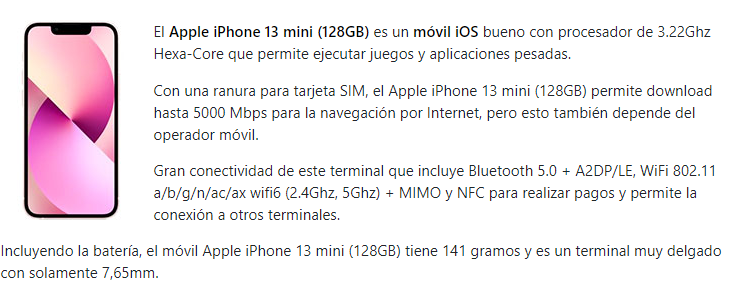 El Apple iPhone 13 mini (128GB) es un móvil iOS bueno con procesador de 3.22Ghz
Hexa-Core que permite ejecutar juegos y aplicaciones pesadas.
Con una ranura para tarjeta SIM, el Apple iPhone 13 mini (128GB) permite download
hasta 5000 Mbps para la navegación por Internet, pero esto también depende del
operador móvil.
Gran conectividad de este terminal que incluye Bluetooth 5.0 + A2DP/LE, WiFi 802.11
a/b/g/n/ac/ax wifi6 (2.4Ghz, 5Ghz) + MIMO y NFC para realizar pagos y permite la
conexión a otros terminales.
Incluyendo la batería, el móvil Apple iPhone 13 mini (128GB) tiene 141 gramos y es un terminal muy delgado
con solamente 7,65mm.